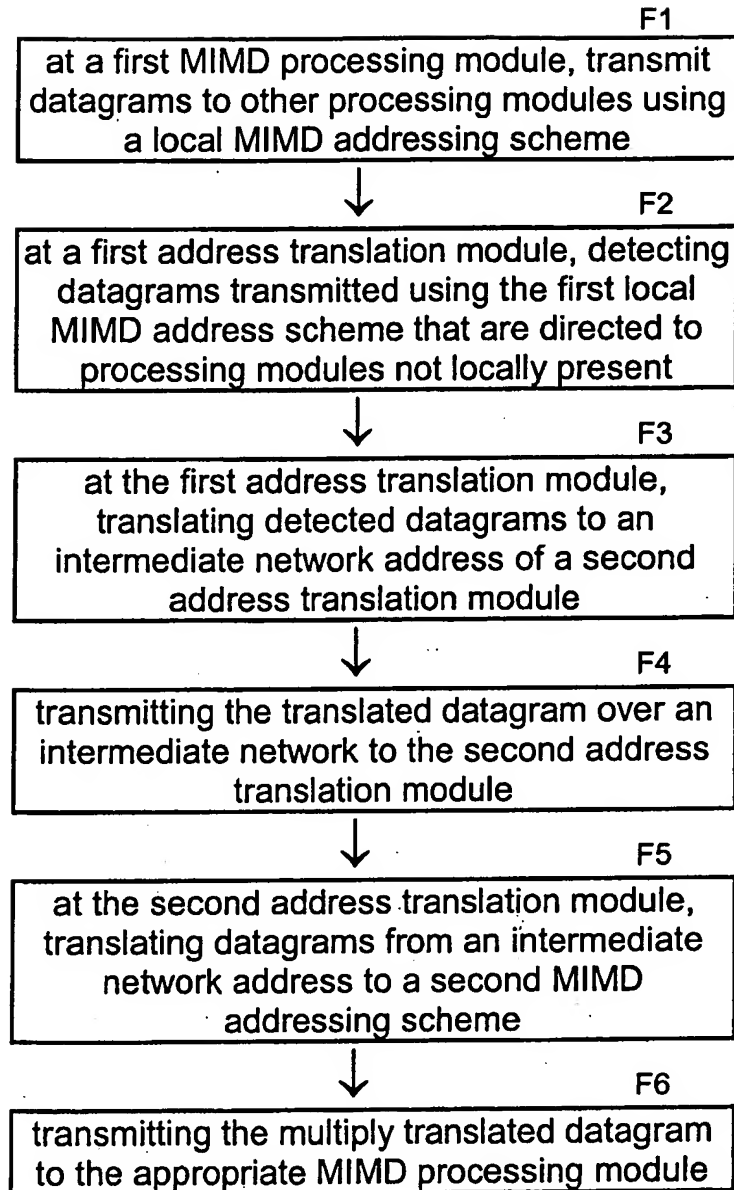 F1
at a first MIMD processing module, transmit
datagrams to other processing modules using
a local MIMD addressing scheme
F2
at a first address translation module, detecting
datagrams transmitted using the first local
MIMD address scheme that are directed to
processing modules not locally present
F3
at the first address translation module,
translating detected datagrams to an
intermediate network address of a second
address translation module
F4
transmitting the translated datagram over an
intermediate network to the second address
translation module
F5
at the second address translation module,
translating datagrams from an intermediate
network address to a second MIMD
addressing scheme
F6
transmitting the multiply translated datagram
to the appropriate MIMD processing module